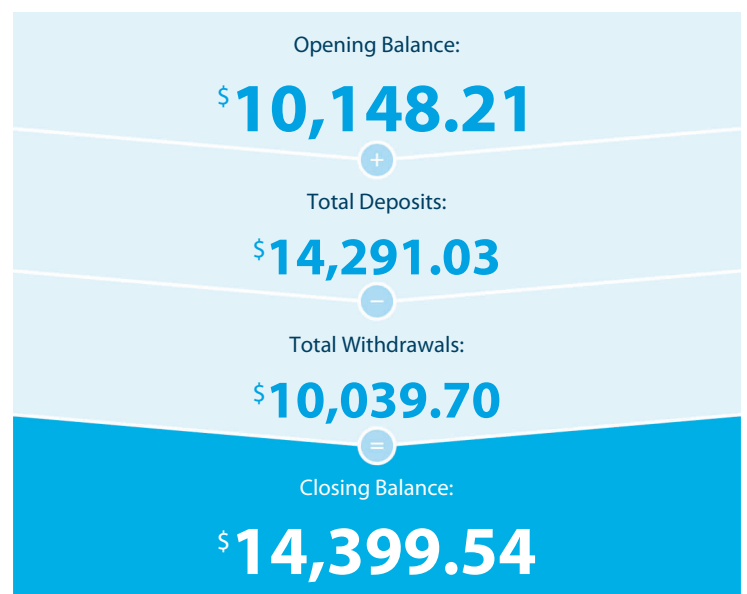 Opening Balance:
$10,148.21
+
Total Deposits:
$14,291.03
−
Total Withdrawals:
$10,039.70
=
Closing Balance:
$14,399.54